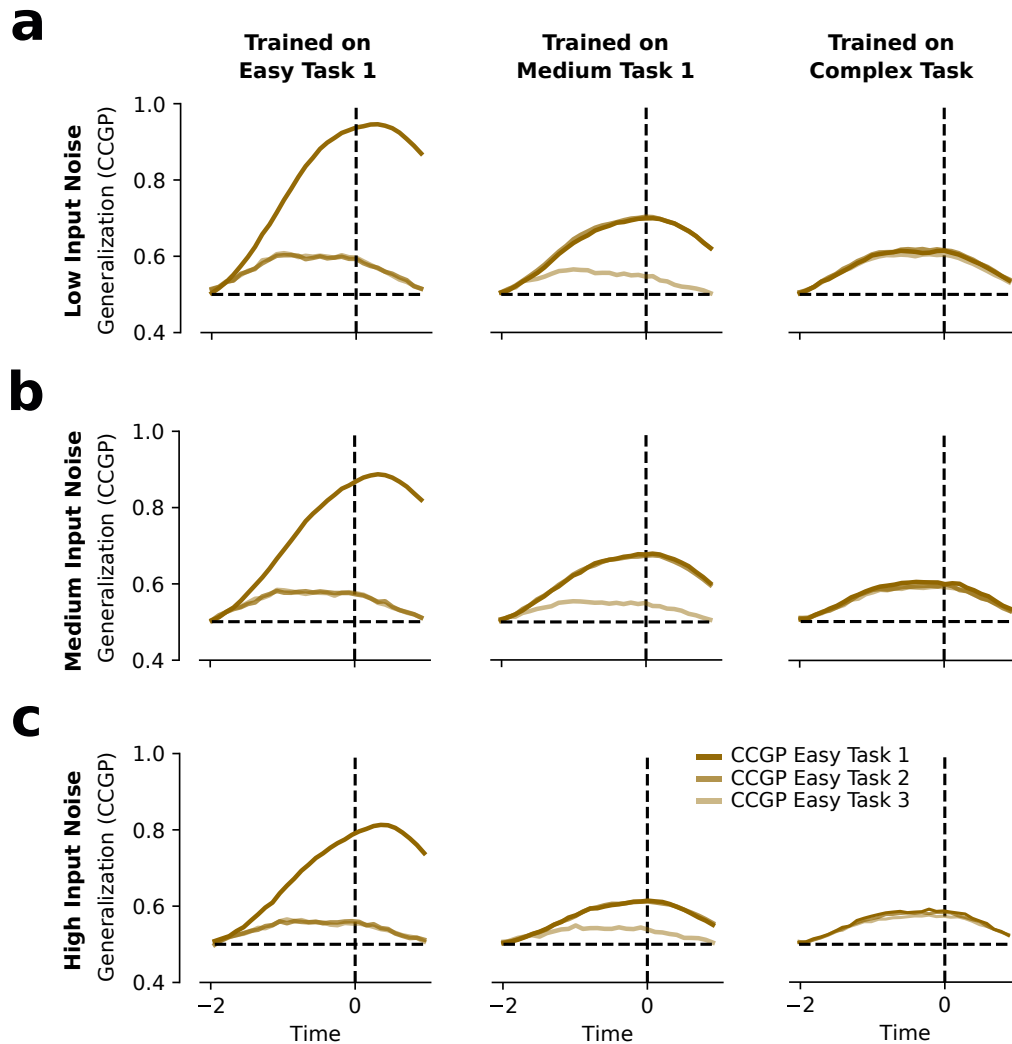 a
Trained on
Easy Task 1
Trained on
Medium Task 1
Trained on
Complex Task
Low Input Noise
Generalization (CCGP)
1.0
0.8
0.6
0.4
−2
0
b
Medium Input Noise
Generalization (CCGP)
1.0
0.8
0.6
0.4
c
High Input Noise
Generalization (CCGP)
1.0
0.8
0.6
0.4
CCGP Easy Task 1
CCGP Easy Task 2
CCGP Easy Task 3
−2 0
−2 0
−2 0
Time
Time
Time